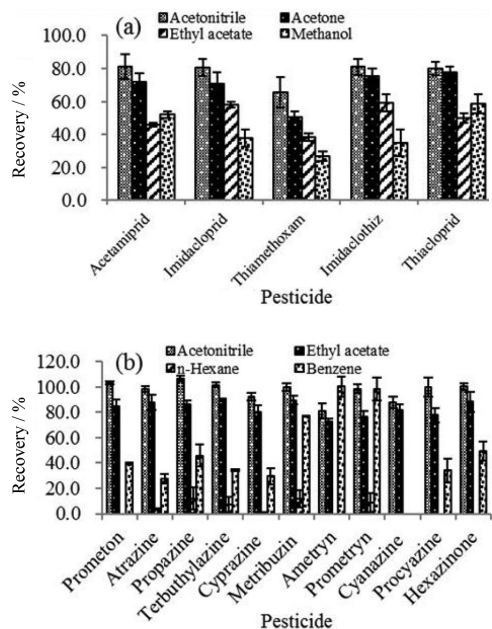 (a)
Acetonitrile Acetone
Ethyl acetate Methanol
Recovery / %
80.0
60.0
40.0
20.0
0.0
Acetamiprid
Imidacloprid
Thiamethoxam
Imidaclothiz
Thiacloprid
Pesticide
(b)
Acetonitrile Ethyl acetate
n-Hexane Benzene
Recovery / %
120.0
100.0
80.0
60.0
40.0
20.0
0.0
Prometon
Atrazine
Propazine
Terbuthylazine
Cyprazine
Metribuzin
Ametryn
Prometryn
Cyanazine
Procyazine
Hexazinone
Pesticide